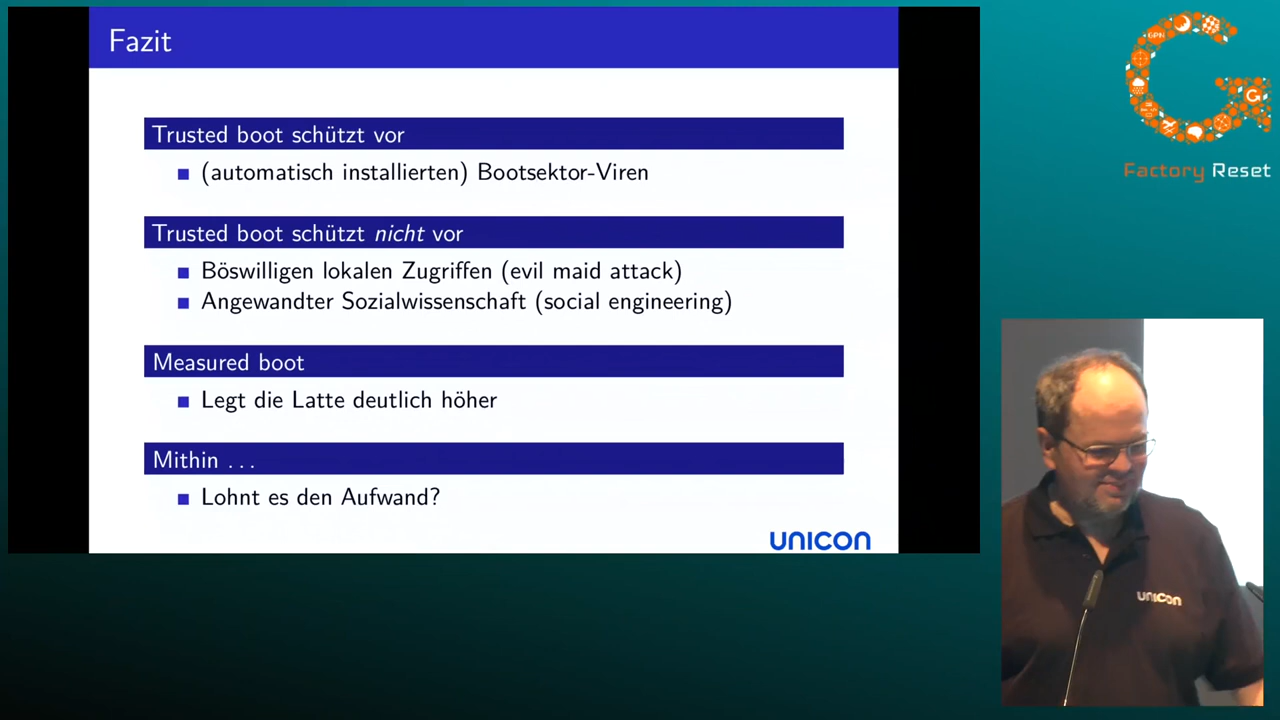 Fazit
Trusted boot schützt vor
(automatisch installierten) Bootsektor-Viren
Trusted boot schützt nicht vor
Böswilligen lokalen Zugriffen (evil maid attack)
Angewandter Sozialwissenschaft (social engineering)
Measured boot
Legt die Latte deutlich höher
Mithin ...
Lohnt es den Aufwand?
UNICON
GPN
G
Factory Reset
UNICON